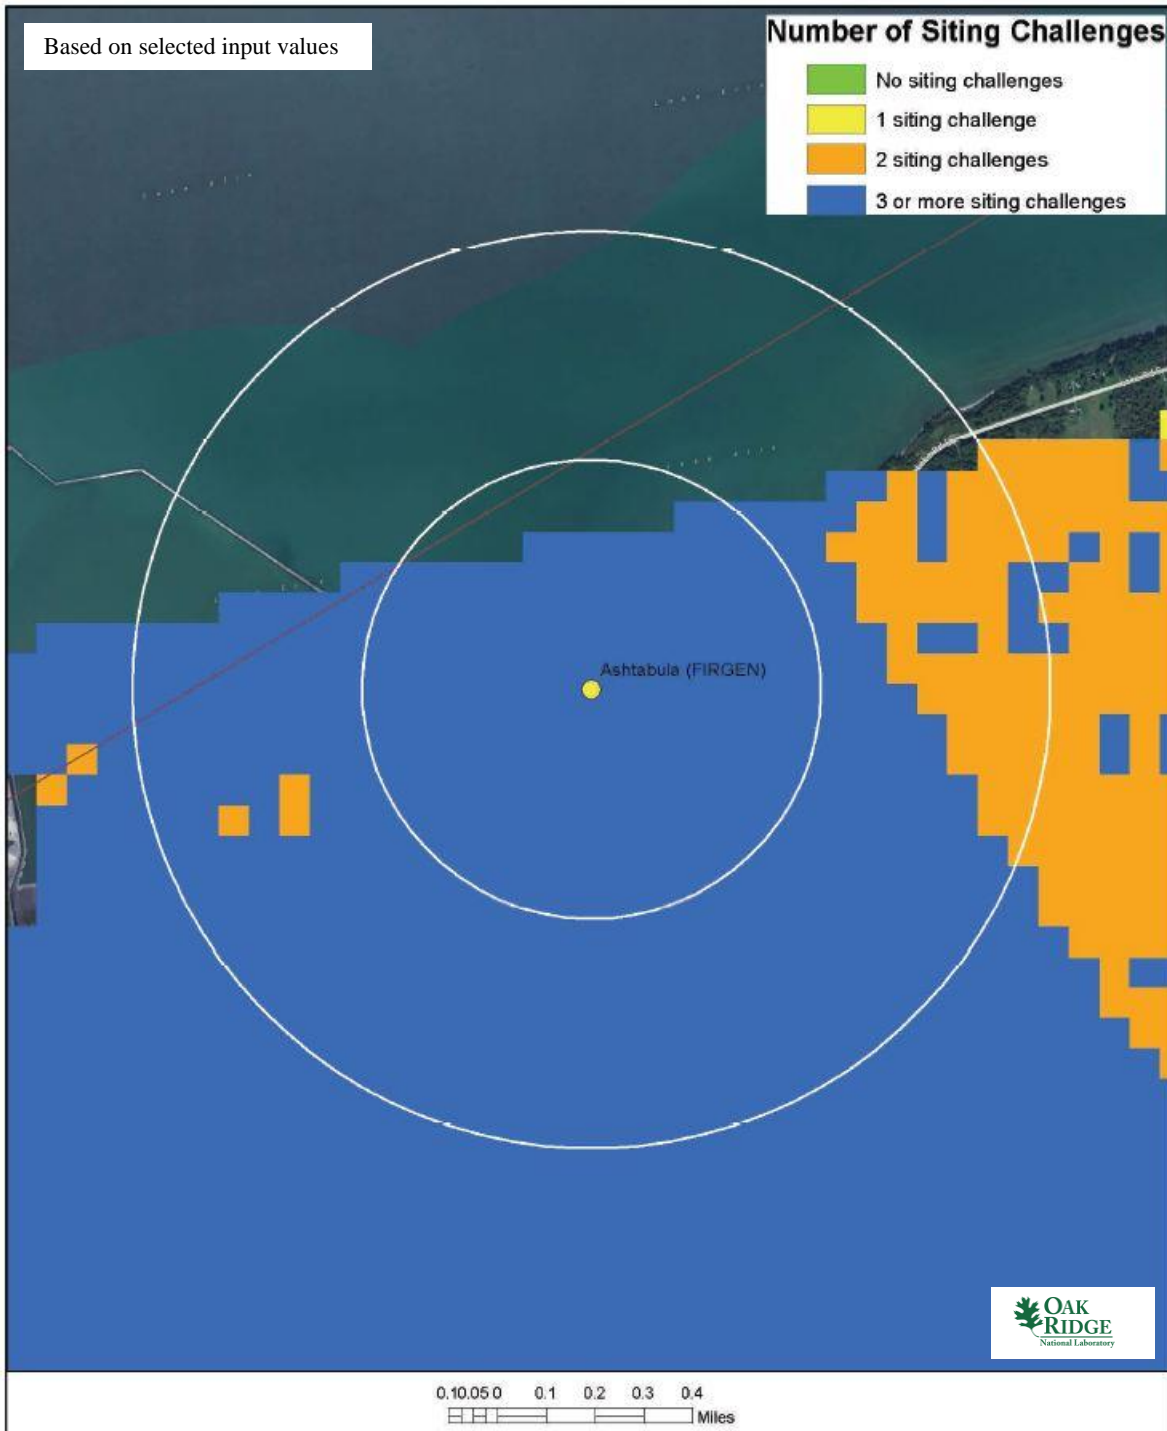 Based on selected input values
Number of Siting Challenges
No siting challenges
1 siting challenge
2 siting challenges
3 or more siting challenges
Ashtabula (FIRGEN)
OAK
RIDGE
National Laboratory
0.10.05 0 0.1 0.2 0.3 0.4
Miles